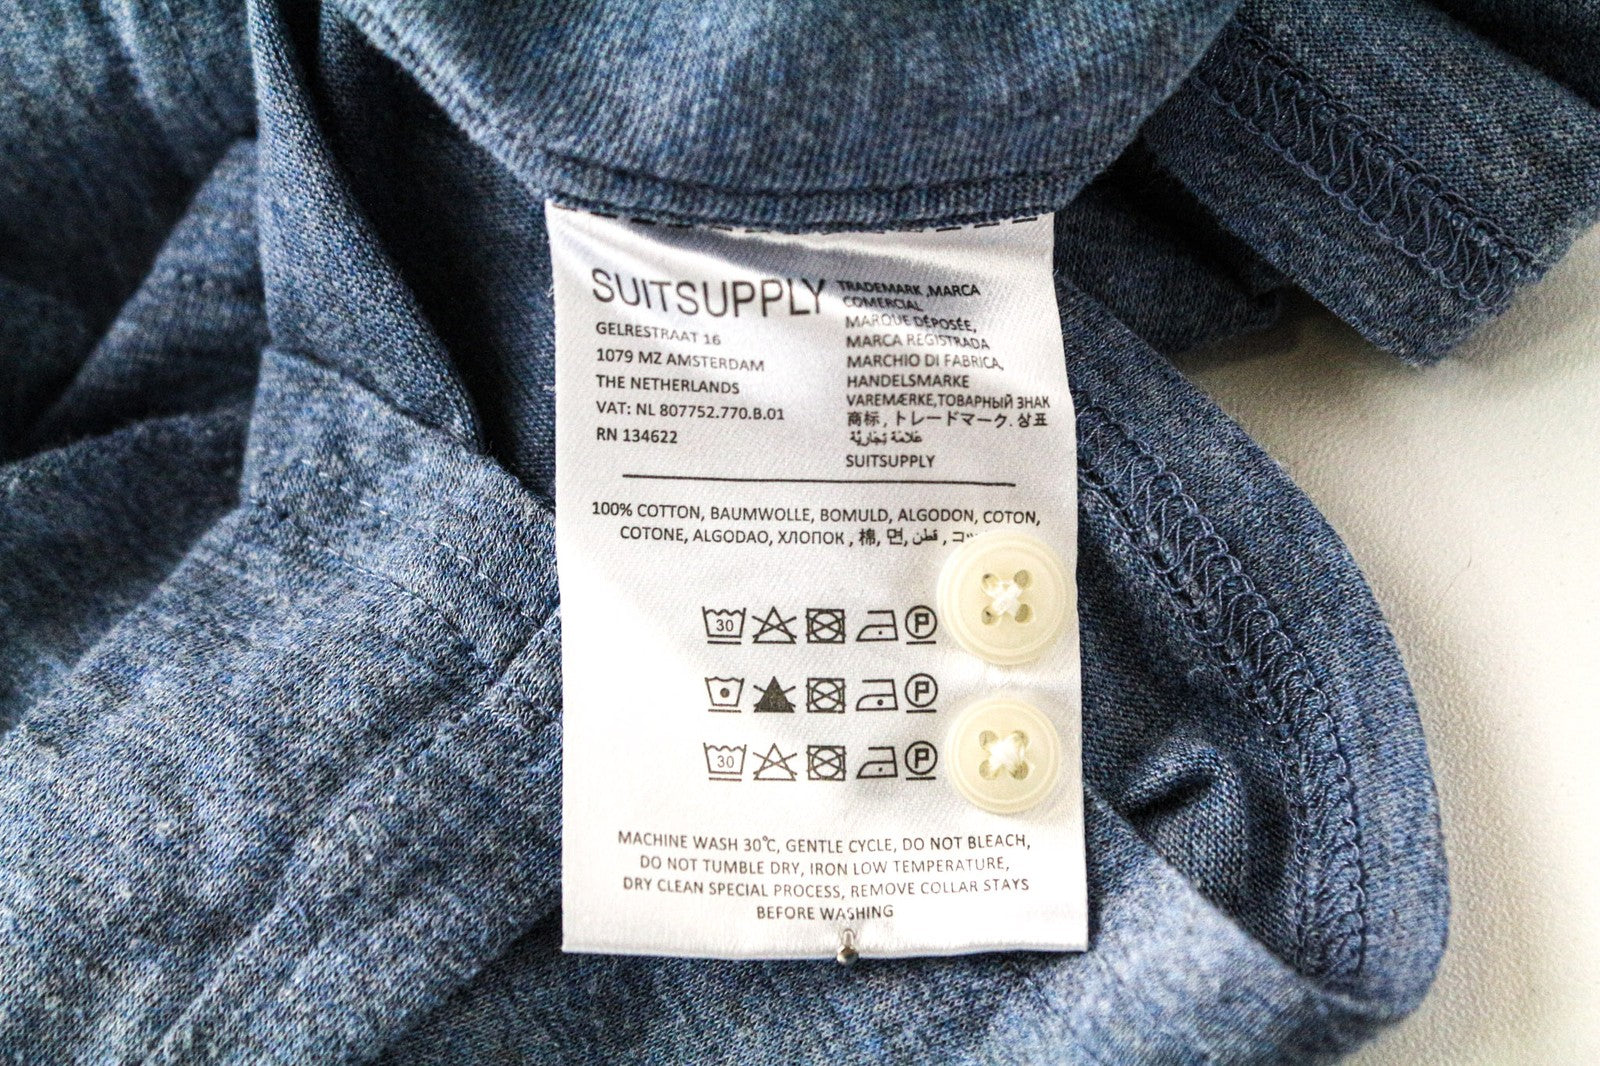 SUITSUPPLY
GELRESTRAAT 16
1079 MZ AMSTERDAM
THE NETHERLANDS
VAT: NL 807752.770.B.01
RN 134622
TRADEMARK ,MARCA
COMERCIAL
MARQUE DÉPOSÉE,
MARCA REGISTRADA
MARCHIO DI FABRICA,
HANDELSMARKE
VAREMÆRKE,ТОВАРНЫЙ ЗНАК
商标, トレードマーク. 상표
علامة تجارية
SUITSUPPLY
100% COTTON, BAUMWOLLE, BOMULD, ALGODON, COTON,
COTONE, ALGODAO, ХЛОПОК , 棉, 면, قطن ,
30 P
P
30 P
MACHINE WASH 30℃, GENTLE CYCLE, DO NOT BLEACH,
DO NOT TUMBLE DRY, IRON LOW TEMPERATURE,
DRY CLEAN SPECIAL PROCESS, REMOVE COLLAR STAYS
BEFORE WASHING